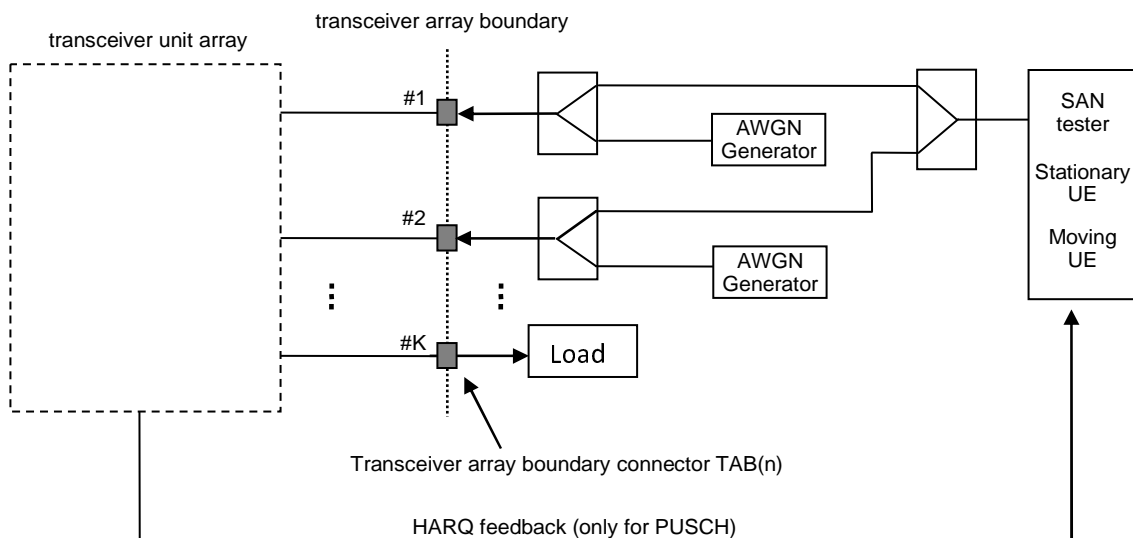 transceiver array boundary
transceiver unit array
#1
AWGN
Generator
SAN
tester
Stationary
UE
Moving
UE
#2
AWGN
Generator
#K
Load
Transceiver array boundary connector TAB(n)
HARQ feedback (only for PUSCH)